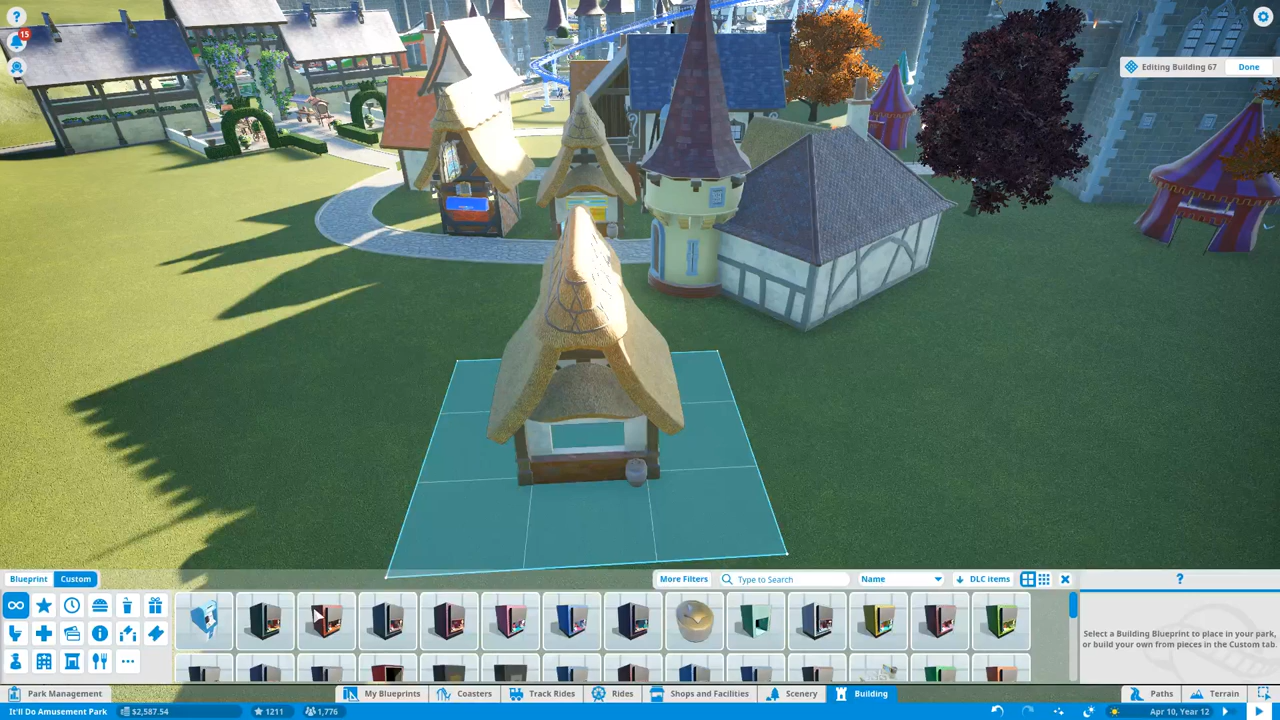 ?
15
Editing Building 67 Done
Blueprint Custom More Filters Type to Search Name DLC items ?
Select a Building Blueprint to place in your park,
or build your own from pieces in the Custom tab.
Park Management My Blueprints Coasters Track Rides Rides Shops and Facilities Scenery Building Paths Terrain
It'll Do Amusement Park $2,587.54 1211 1,776 Apr 10, Year 12